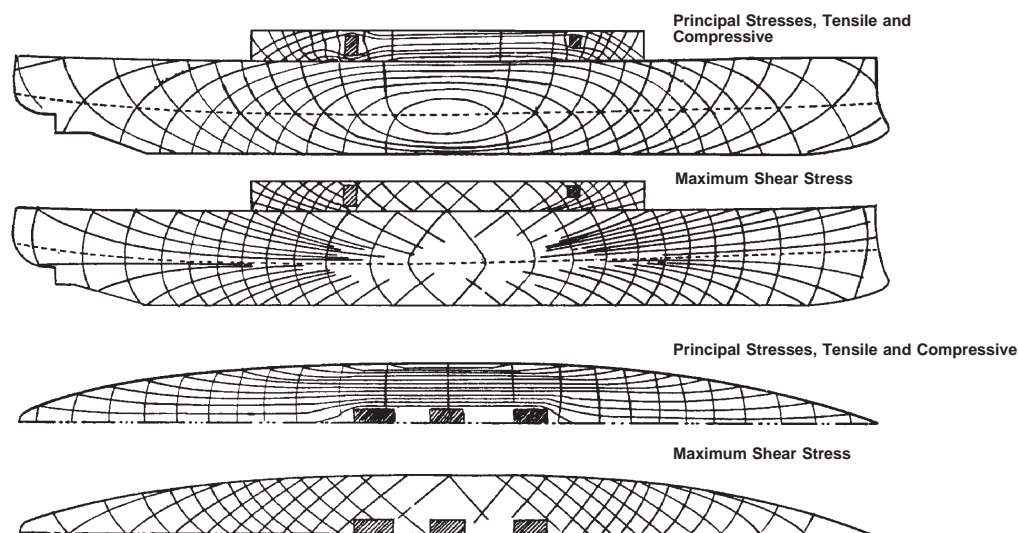 Principal Stresses, Tensile and
Compressive
Maximum Shear Stress
Principal Stresses, Tensile and Compressive
Maximum Shear Stress